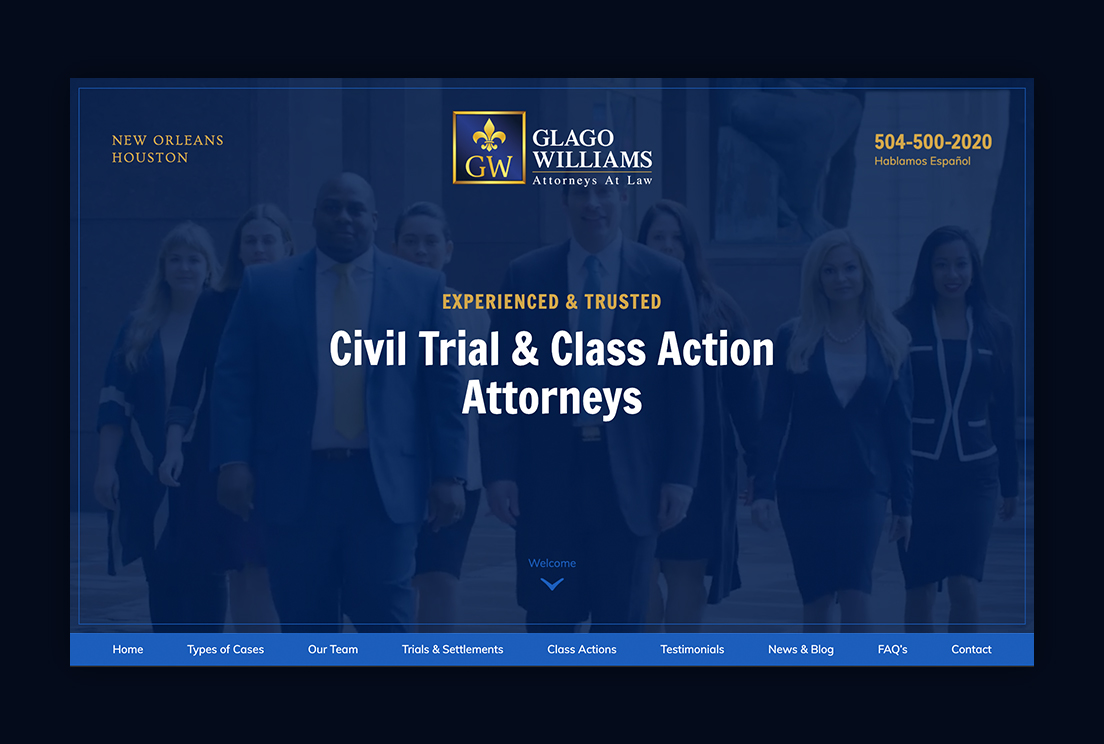 NEW ORLEANS
HOUSTON
GW
GLAGO
WILLIAMS
Attorneys At Law
504-500-2020
Hablamos Español
EXPERIENCED & TRUSTED
Civil Trial & Class Action
Attorneys
Welcome
Home Types of Cases Our Team Trials & Settlements Class Actions Testimonials News & Blog FAQ's Contact